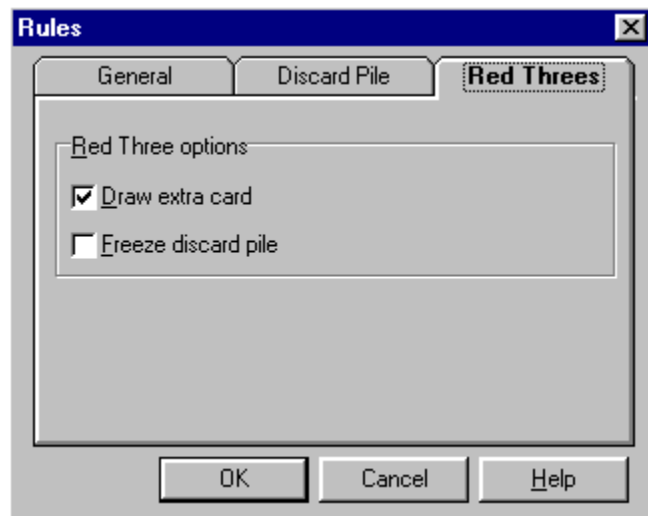 Rules
General Discard Pile Red Threes
Red Three options
Draw extra card
Freeze discard pile
OK Cancel Help